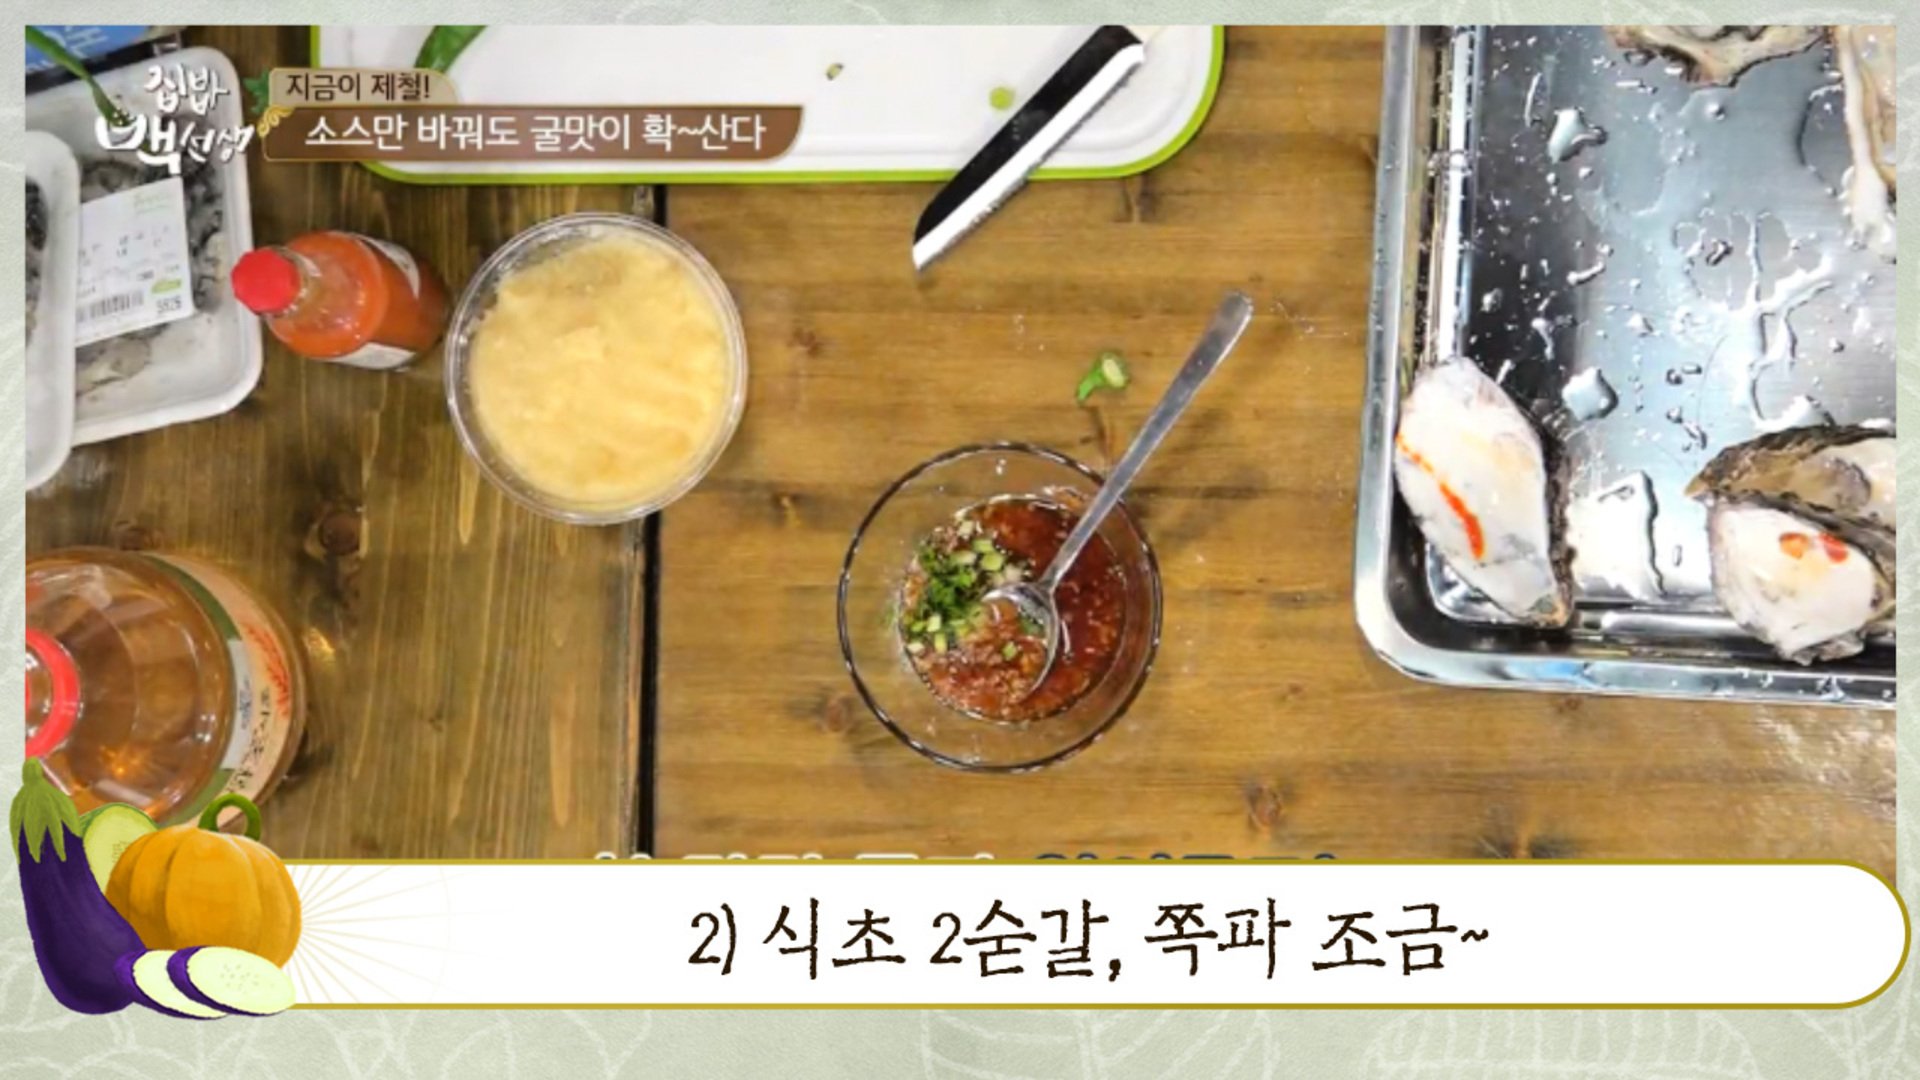 집밥
백선생
지금이 제철!
소스만 바꿔도 굴맛이 확~산다
2) 식초 2숟갈, 쪽파 조금~